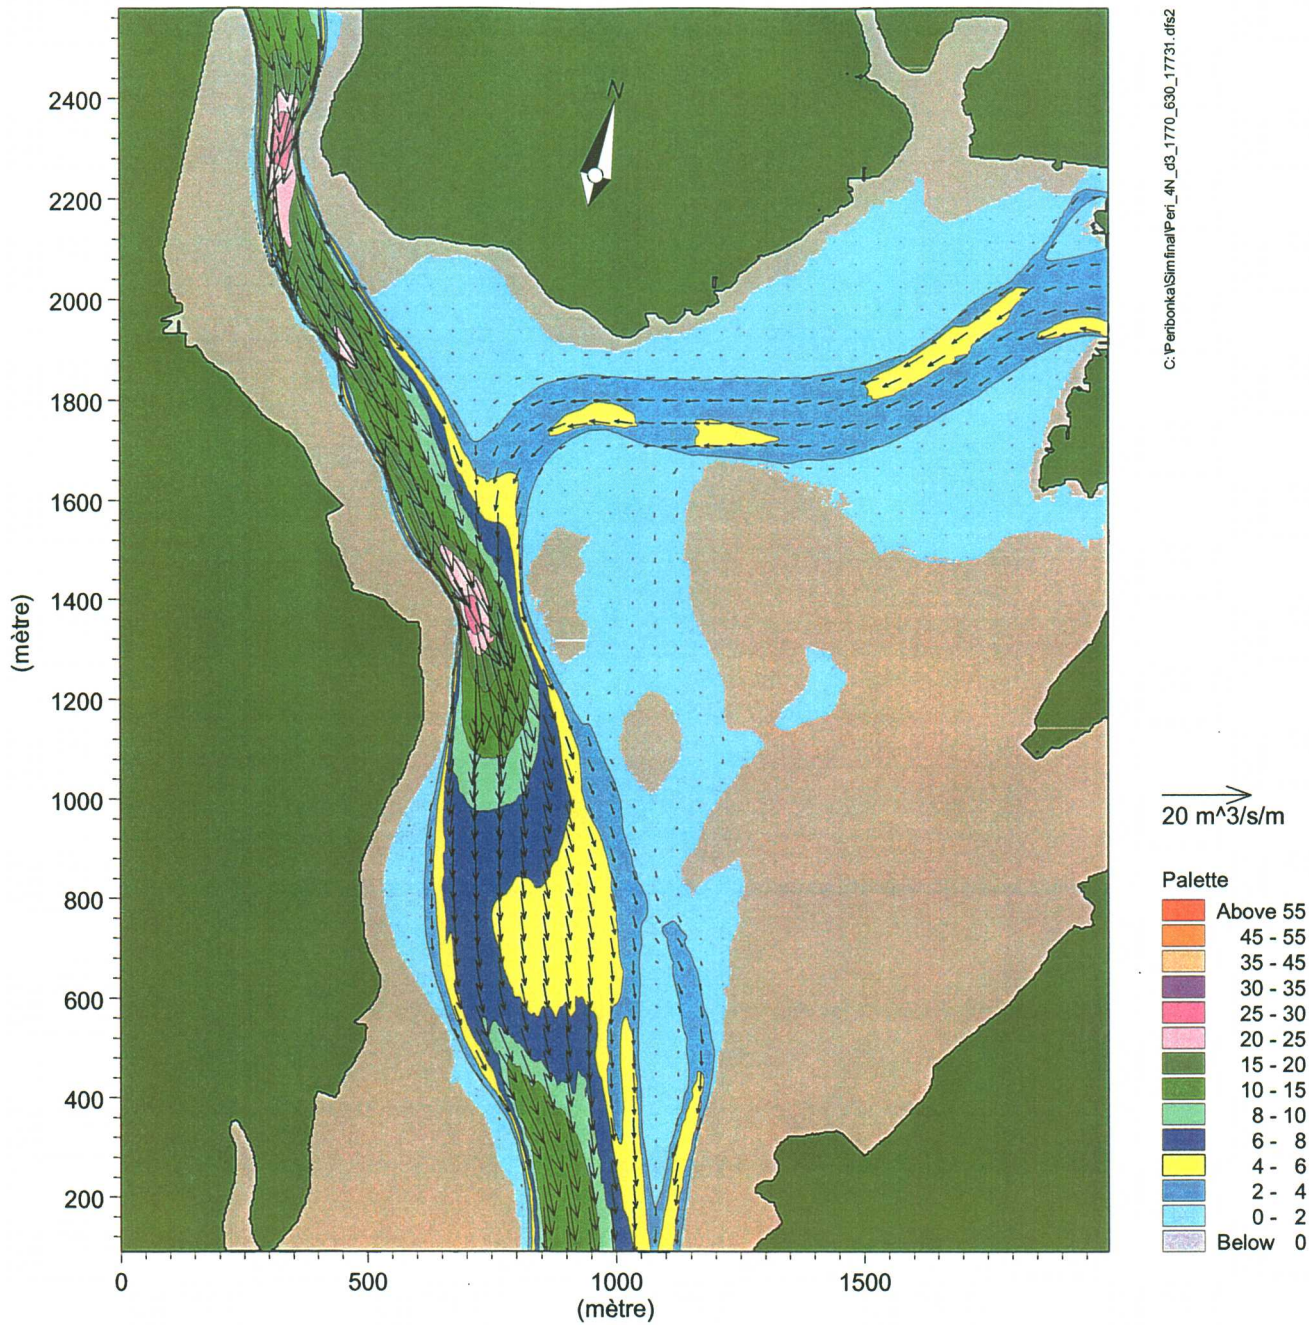 C:\Peribonka\Simfinal\Peri_4N_d3_1770_630_17731.dfs2
N
2400
2200
2000
1800
1600
1400
1200
1000
800
600
400
200
(mètre)
0
500
1000
1500
(mètre)
20 m^3/s/m
Palette
Above 55
45 - 55
35 - 45
30 - 35
25 - 30
20 - 25
15 - 20
10 - 15
8 - 10
6 - 8
4 - 6
2 - 4
0 - 2
Below 0